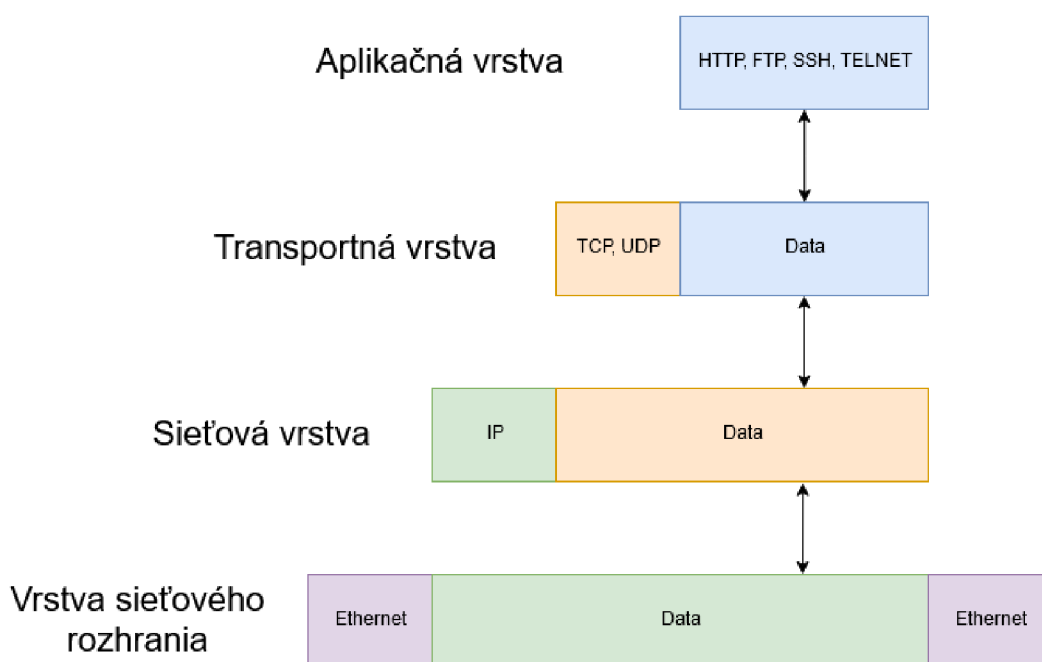 Aplikačná vrstva
HTTP, FTP, SSH, TELNET
Transportná vrstva
TCP, UDP
Data
Sieťová vrstva
IP
Data
Vrstva sieťového
rozhrania
Ethernet
Data
Ethernet